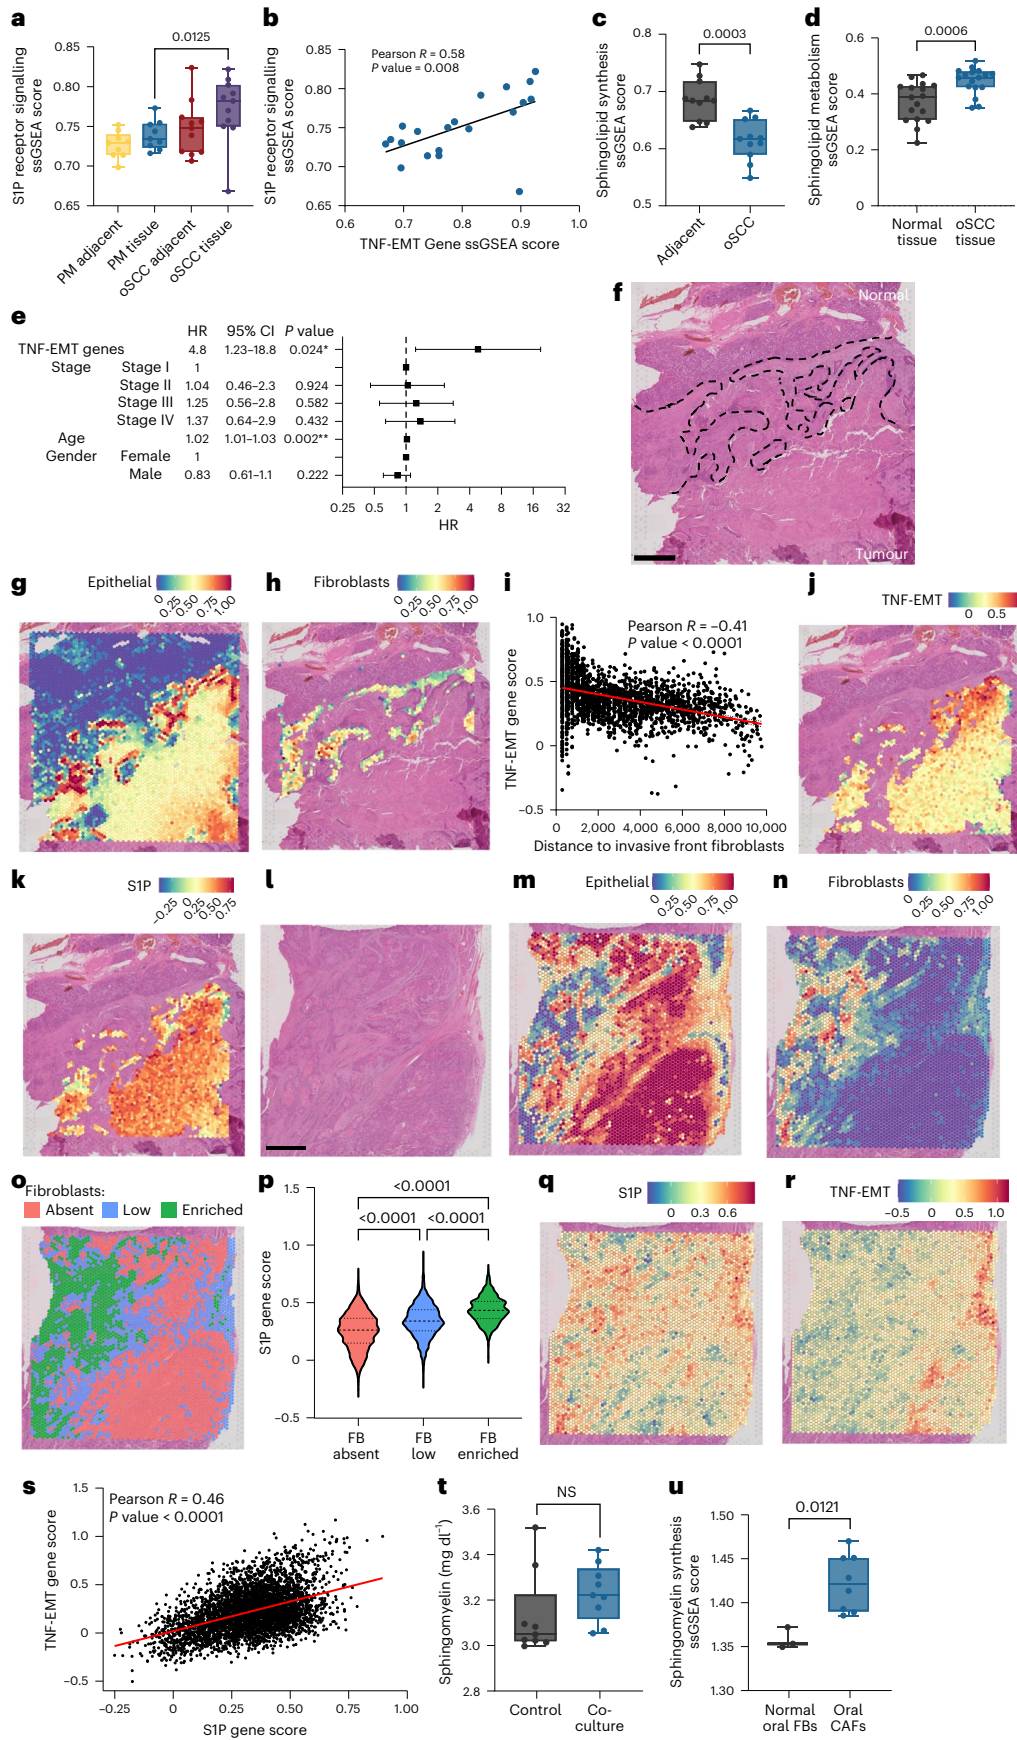 a
S1P receptor signalling
ssGSEA score
0.85
0.80
0.75
0.70
0.65
0.0125
PM adjacent
PM tissue
oSCC adjacent
oSCC tissue
b
S1P receptor signalling
ssGSEA score
0.85
0.80
0.75
0.70
0.65
Pearson R = 0.58
P value = 0.008
0.6 0.7 0.8 0.9 1.0
TNF-EMT Gene ssGSEA score
c
Sphingolipid synthesis
ssGSEA score
0.8
0.7
0.6
0.5
0.0003
Adjacent
oSCC
d
Sphingolipid metabolism
ssGSEA score
0.6
0.4
0.2
0
0.0006
Normal tissue
oSCC tissue
e
HR 95% CI P value
TNF-EMT genes 4.8 1.23–18.8 0.024*
Stage Stage I 1
Stage II 1.04 0.46–2.3 0.924
Stage III 1.25 0.56–2.8 0.582
Stage IV 1.37 0.64–2.9 0.432
Age 1.02 1.01–1.03 0.002**
Gender Female 1
Male 0.83 0.61–1.1 0.222
0.25 0.5 1 2 4 8 16 32
HR
f
Normal
Tumour
g
Epithelial
0 0.25 0.50 0.75 1.00
h
Fibroblasts
0 0.25 0.50 0.75 1.00
i
TNF-EMT gene score
1.0
0.5
0
–0.5
Pearson R = –0.41
P value < 0.0001
0 2,000 4,000 6,000 8,000 10,000
Distance to invasive front fibroblasts
j
TNF-EMT
0 0.5
k
S1P
–0.25 0 0.25 0.50 0.75
l
m
Epithelial
0 0.25 0.50 0.75 1.00
n
Fibroblasts
0 0.25 0.50 0.75 1.00
o
Fibroblasts:
Absent Low Enriched
p
S1P gene score
1.5
1.0
0.5
0
–0.5
<0.0001
<0.0001 <0.0001
FB absent
FB low
FB enriched
q
S1P
0 0.3 0.6
r
TNF-EMT
–0.5 0 0.5 1.0
s
TNF-EMT gene score
1.5
1.0
0.5
0
–0.5
Pearson R = 0.46
P value < 0.0001
–0.25 0 0.25 0.50 0.75 1.00
S1P gene score
t
Sphingomyelin (mg dl⁻¹)
3.6
3.4
3.2
3.0
2.8
NS
Control
Co-
culture
u
Sphingomyelin synthesis
ssGSEA score
1.50
1.45
1.40
1.35
1.30
0.0121
Normal oral FBs
Oral CAFs